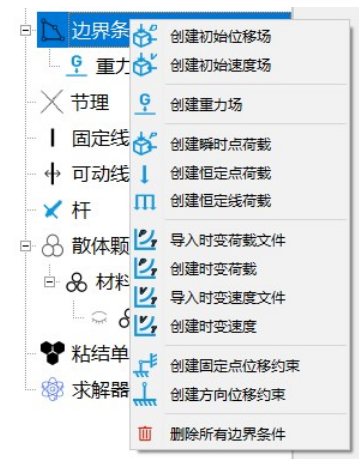 边界条
重力
节理
固定线
可动线
杆
散体颗
材料
粘结单
求解器
创建初始位移场
创建初始速度场
创建重力场
创建瞬时点荷载
创建恒定点荷载
创建恒定线荷载
导入时变荷载文件
创建时变荷载
导入时变速度文件
创建时变速度
创建固定点位移约束
创建方向位移约束
删除所有边界条件